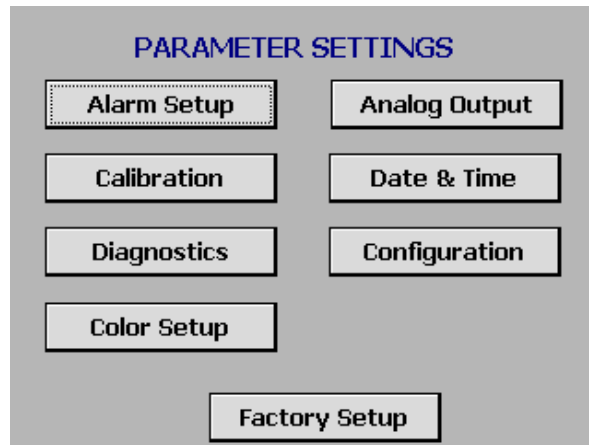 PARAMETER SETTINGS
Alarm Setup
Analog Output
Calibration
Date & Time
Diagnostics
Configuration
Color Setup
Factory Setup